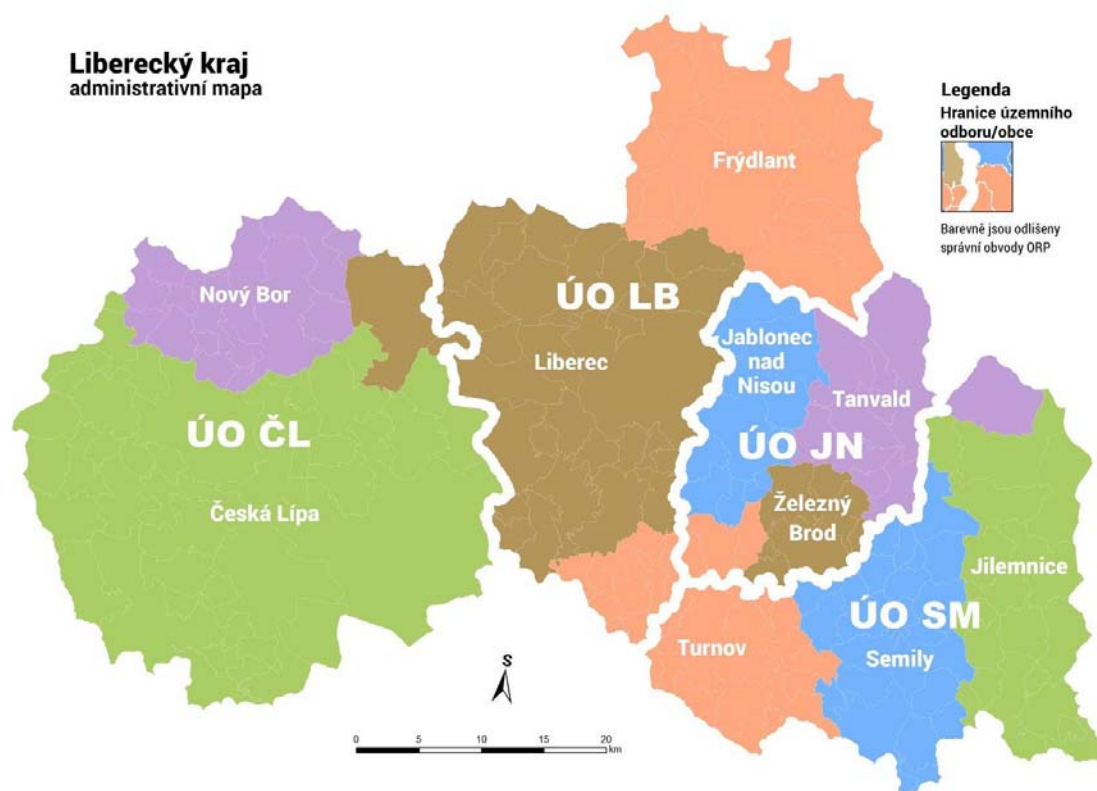 Liberecký kraj
administrativní mapa
Legenda
Hranice územního
odboru/obce
Barevně jsou odlišeny
správní obvody ORP
Frýdlant
Nový Bor
ÚO LB
Liberec
Jablonec
nad
Nisou
Tanvald
ÚO ČL
ÚO JN
Česká Lípa
Železný
Brod
Jilemnice
ÚO SM
Turnov
Semily
S
0 5 10 15 20
km